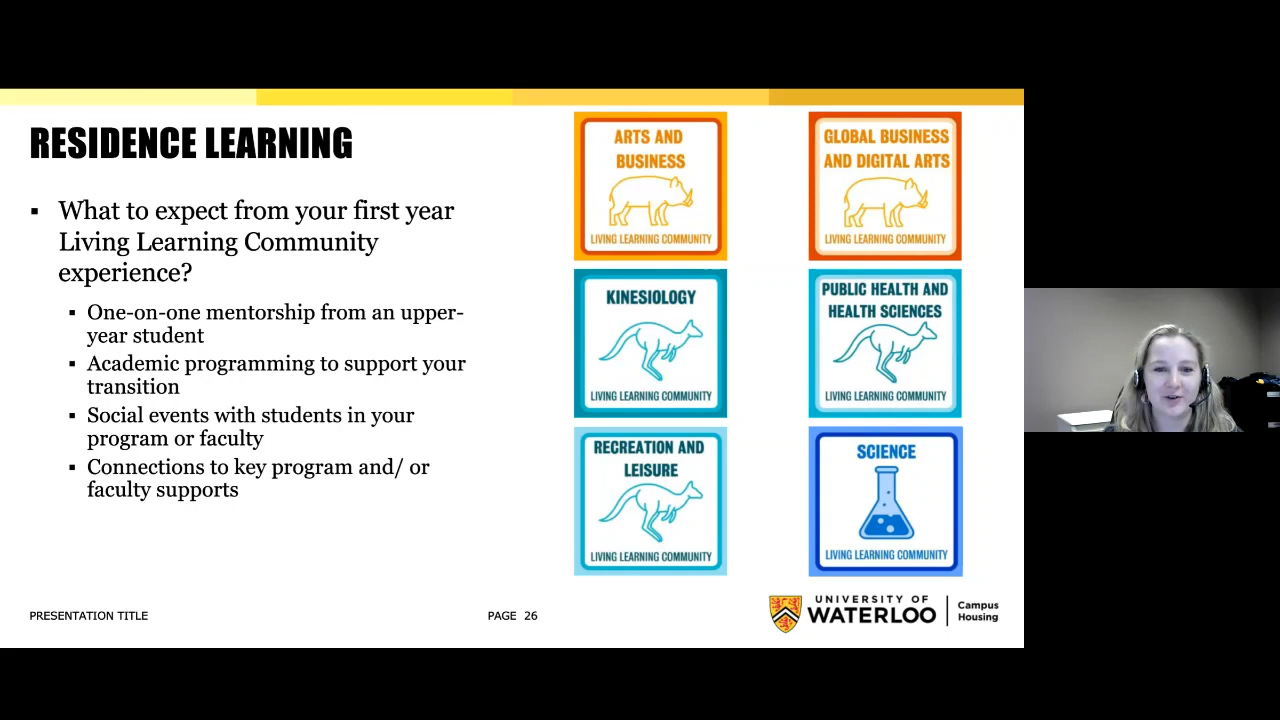 RESIDENCE LEARNING
▪ What to expect from your first year
Living Learning Community
experience?
▪ One-on-one mentorship from an upper-
year student
▪ Academic programming to support your
transition
▪ Social events with students in your
program or faculty
▪ Connections to key program and/ or
faculty supports
ARTS AND
BUSINESS
LIVING LEARNING COMMUNITY
GLOBAL BUSINESS
AND DIGITAL ARTS
LIVING LEARNING COMMUNITY
KINESIOLOGY
LIVING LEARNING COMMUNITY
PUBLIC HEALTH AND
HEALTH SCIENCES
LIVING LEARNING COMMUNITY
RECREATION AND
LEISURE
LIVING LEARNING COMMUNITY
SCIENCE
LIVING LEARNING COMMUNITY
PRESENTATION TITLE
PAGE 26
UNIVERSITY OF
WATERLOO
Campus
Housing